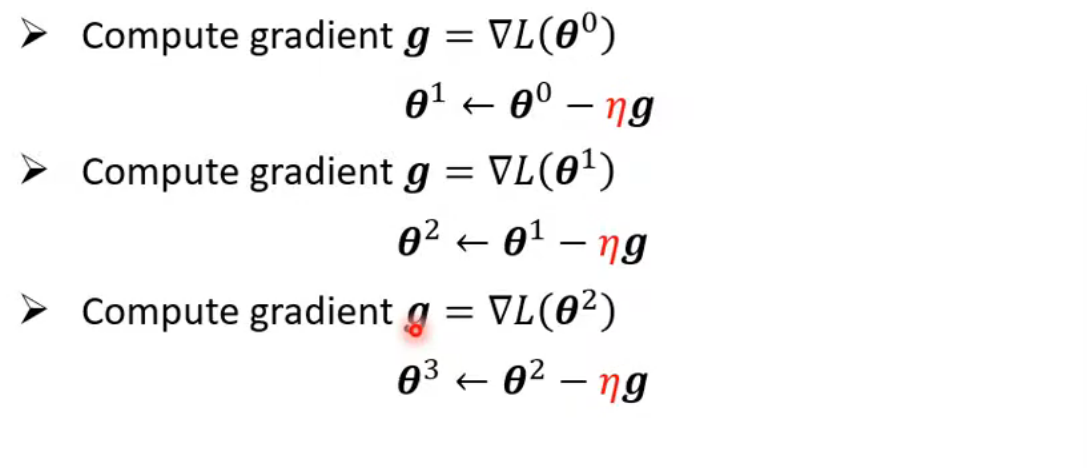 ➢ Compute gradient g = ∇L(θ⁰)
θ¹ ← θ⁰ − ηg
➢ Compute gradient g = ∇L(θ¹)
θ² ← θ¹ − ηg
➢ Compute gradient g = ∇L(θ²)
θ³ ← θ² − ηg